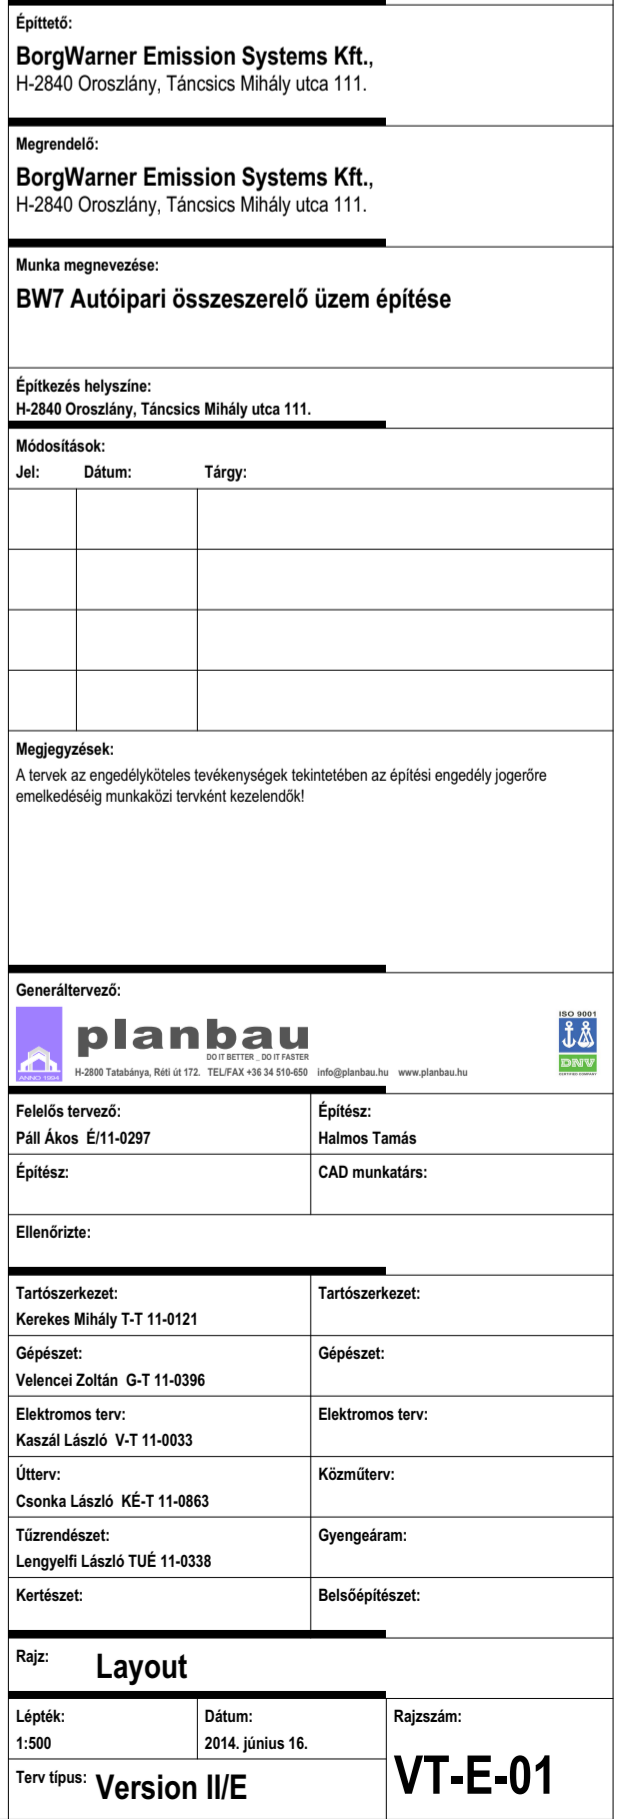 Építtető:
BorgWarner Emission Systems Kft.,
H-2840 Oroszlány, Táncsics Mihály utca 111.
Megrendelő:
BorgWarner Emission Systems Kft.,
H-2840 Oroszlány, Táncsics Mihály utca 111.
Munka megnevezése:
BW7 Autóipari összeszerelő üzem építése
Építkezés helyszíne:
H-2840 Oroszlány, Táncsics Mihály utca 111.
Módosítások:
Jel: Dátum: Tárgy:
Megjegyzések:
A tervek az engedélyköteles tevékenységek tekintetében az építési engedély jogerőre
emelkedéséig munkaközi tervként kezelendők!
Generáltervező:
ANNO 1994
planbau
DO IT BETTER _ DO IT FASTER
H-2800 Tatabánya, Réti út 172. TEL/FAX +36 34 510-650 info@planbau.hu www.planbau.hu
ISO 9001
DNV
CERTIFIED COMPANY
Felelős tervező: Építész:
Páll Ákos É/11-0297 Halmos Tamás
Építész: CAD munkatárs:
Ellenőrizte:
Tartószerkezet: Tartószerkezet:
Kerekes Mihály T-T 11-0121
Gépészet: Gépészet:
Velencei Zoltán G-T 11-0396
Elektromos terv: Elektromos terv:
Kaszál László V-T 11-0033
Útterv: Közműterv:
Csonka László KÉ-T 11-0863
Tűzrendészet: Gyengeáram:
Lengyelfi László TUÉ 11-0338
Kertészet: Belsőépítészet:
Rajz: Layout
Lépték: Dátum: Rajzszám:
1:500 2014. június 16.
Terv típus: Version II/E VT-E-01